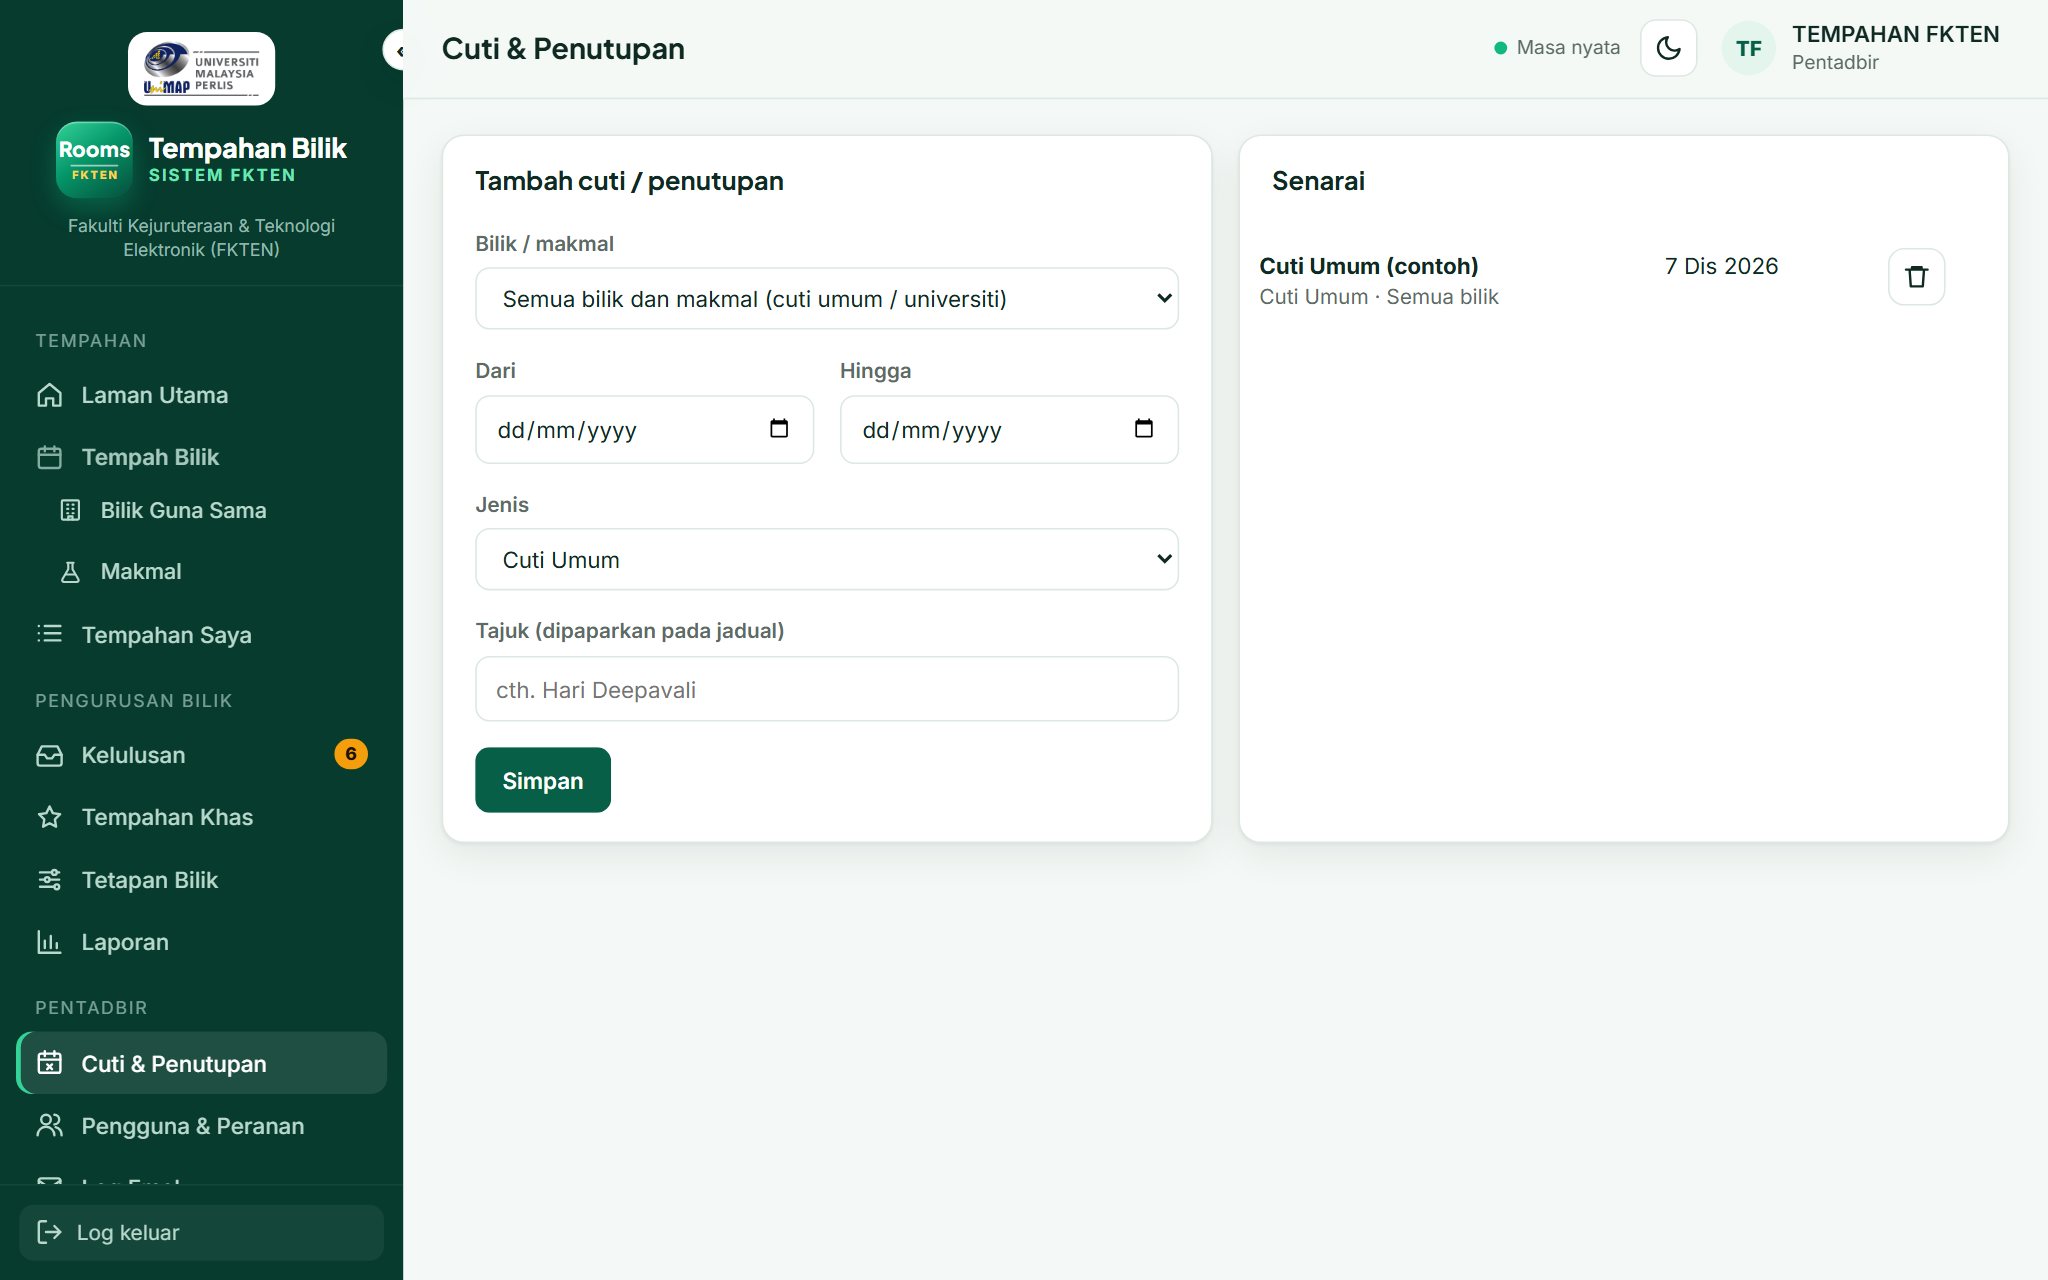 UNIVERSITI
MALAYSIA
PERLIS
UniMAP
Rooms
FKTEN
Tempahan Bilik
SISTEM FKTEN
Fakulti Kejuruteraan & Teknologi
Elektronik (FKTEN)
TEMPAHAN
Laman Utama
Tempah Bilik
Bilik Guna Sama
Makmal
Tempahan Saya
PENGURUSAN BILIK
Kelulusan
6
Tempahan Khas
Tetapan Bilik
Laporan
PENTADBIR
Cuti & Penutupan
Pengguna & Peranan
Log keluar
Cuti & Penutupan
Masa nyata
TF
TEMPAHAN FKTEN
Pentadbir
Tambah cuti / penutupan
Bilik / makmal
Semua bilik dan makmal (cuti umum / universiti)
Dari
Hingga
dd/mm/yyyy
dd/mm/yyyy
Jenis
Cuti Umum
Tajuk (dipaparkan pada jadual)
cth. Hari Deepavali
Simpan
Senarai
Cuti Umum (contoh)
7 Dis 2026
Cuti Umum · Semua bilik